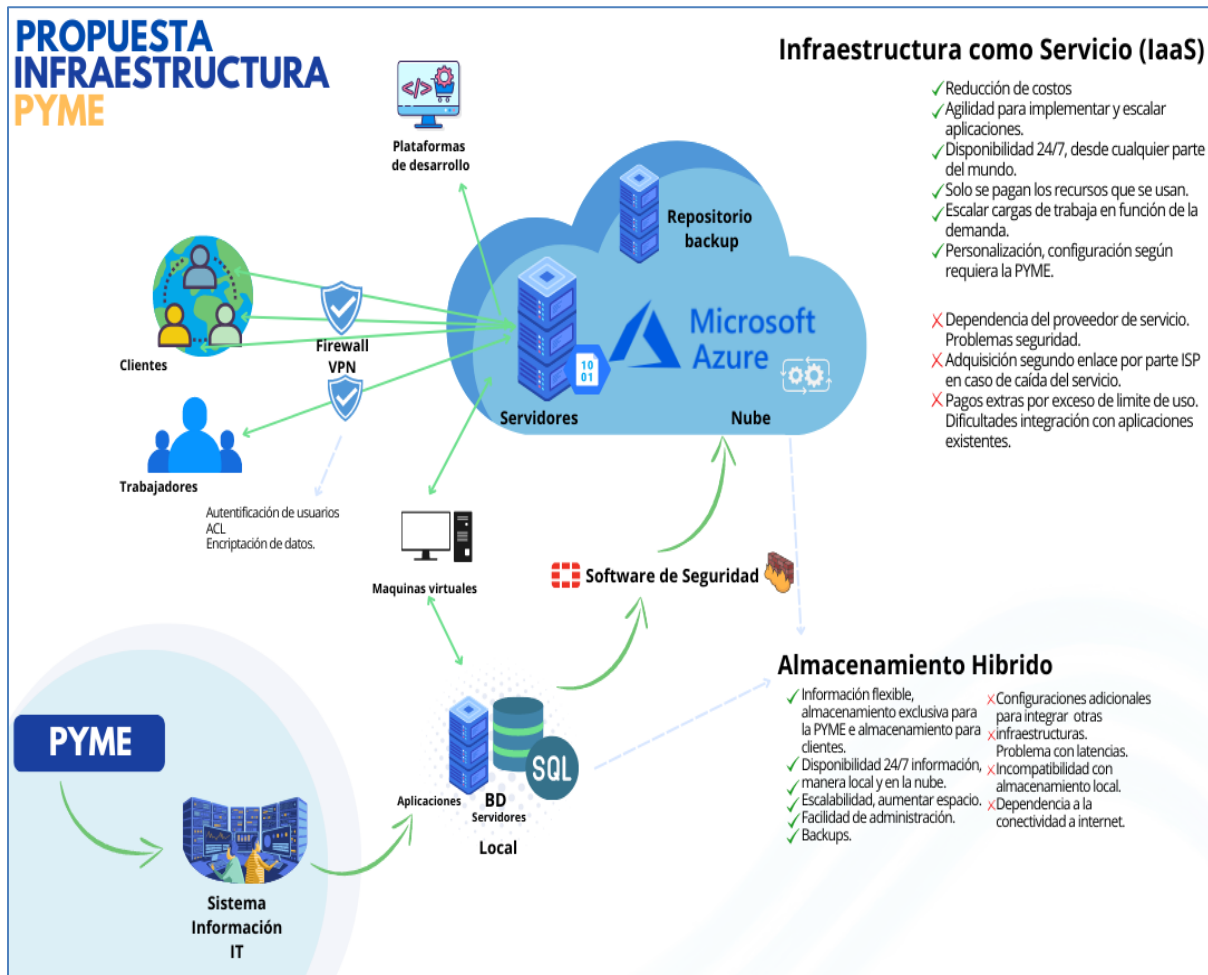 PROPUESTA
INFRAESTRUCTURA
PYME
Plataformas
de desarrollo
Clientes
Firewall
VPN
Trabajadores
Autentificación de usuarios
ACL
Encriptación de datos.
Repositorio
backup
Microsoft
Azure
10
01
Servidores
Nube
Maquinas virtuales
Software de Seguridad
PYME
Sistema
Información
IT
Aplicaciones
BD
Servidores
SQL
Local
Infraestructura como Servicio (IaaS)
Reducción de costos
Agilidad para implementar y escalar
aplicaciones.
Disponibilidad 24/7, desde cualquier parte
del mundo.
Solo se pagan los recursos que se usan.
Escalar cargas de trabaja en función de la
demanda.
Personalización, configuración según
requiera la PYME.
Dependencia del proveedor de servicio.
Problemas seguridad.
Adquisición segundo enlace por parte ISP
en caso de caída del servicio.
Pagos extras por exceso de limite de uso.
Dificultades integración con aplicaciones
existentes.
Almacenamiento Hibrido
Información flexible,
almacenamiento exclusiva para
la PYME e almacenamiento para
clientes.
Disponibilidad 24/7 información,
manera local y en la nube.
Escalabilidad, aumentar espacio.
Facilidad de administración.
Backups.
Configuraciones adicionales
para integrar otras
infraestructuras.
Problema con latencias.
Incompatibilidad con
almacenamiento local.
Dependencia a la
conectividad a internet.